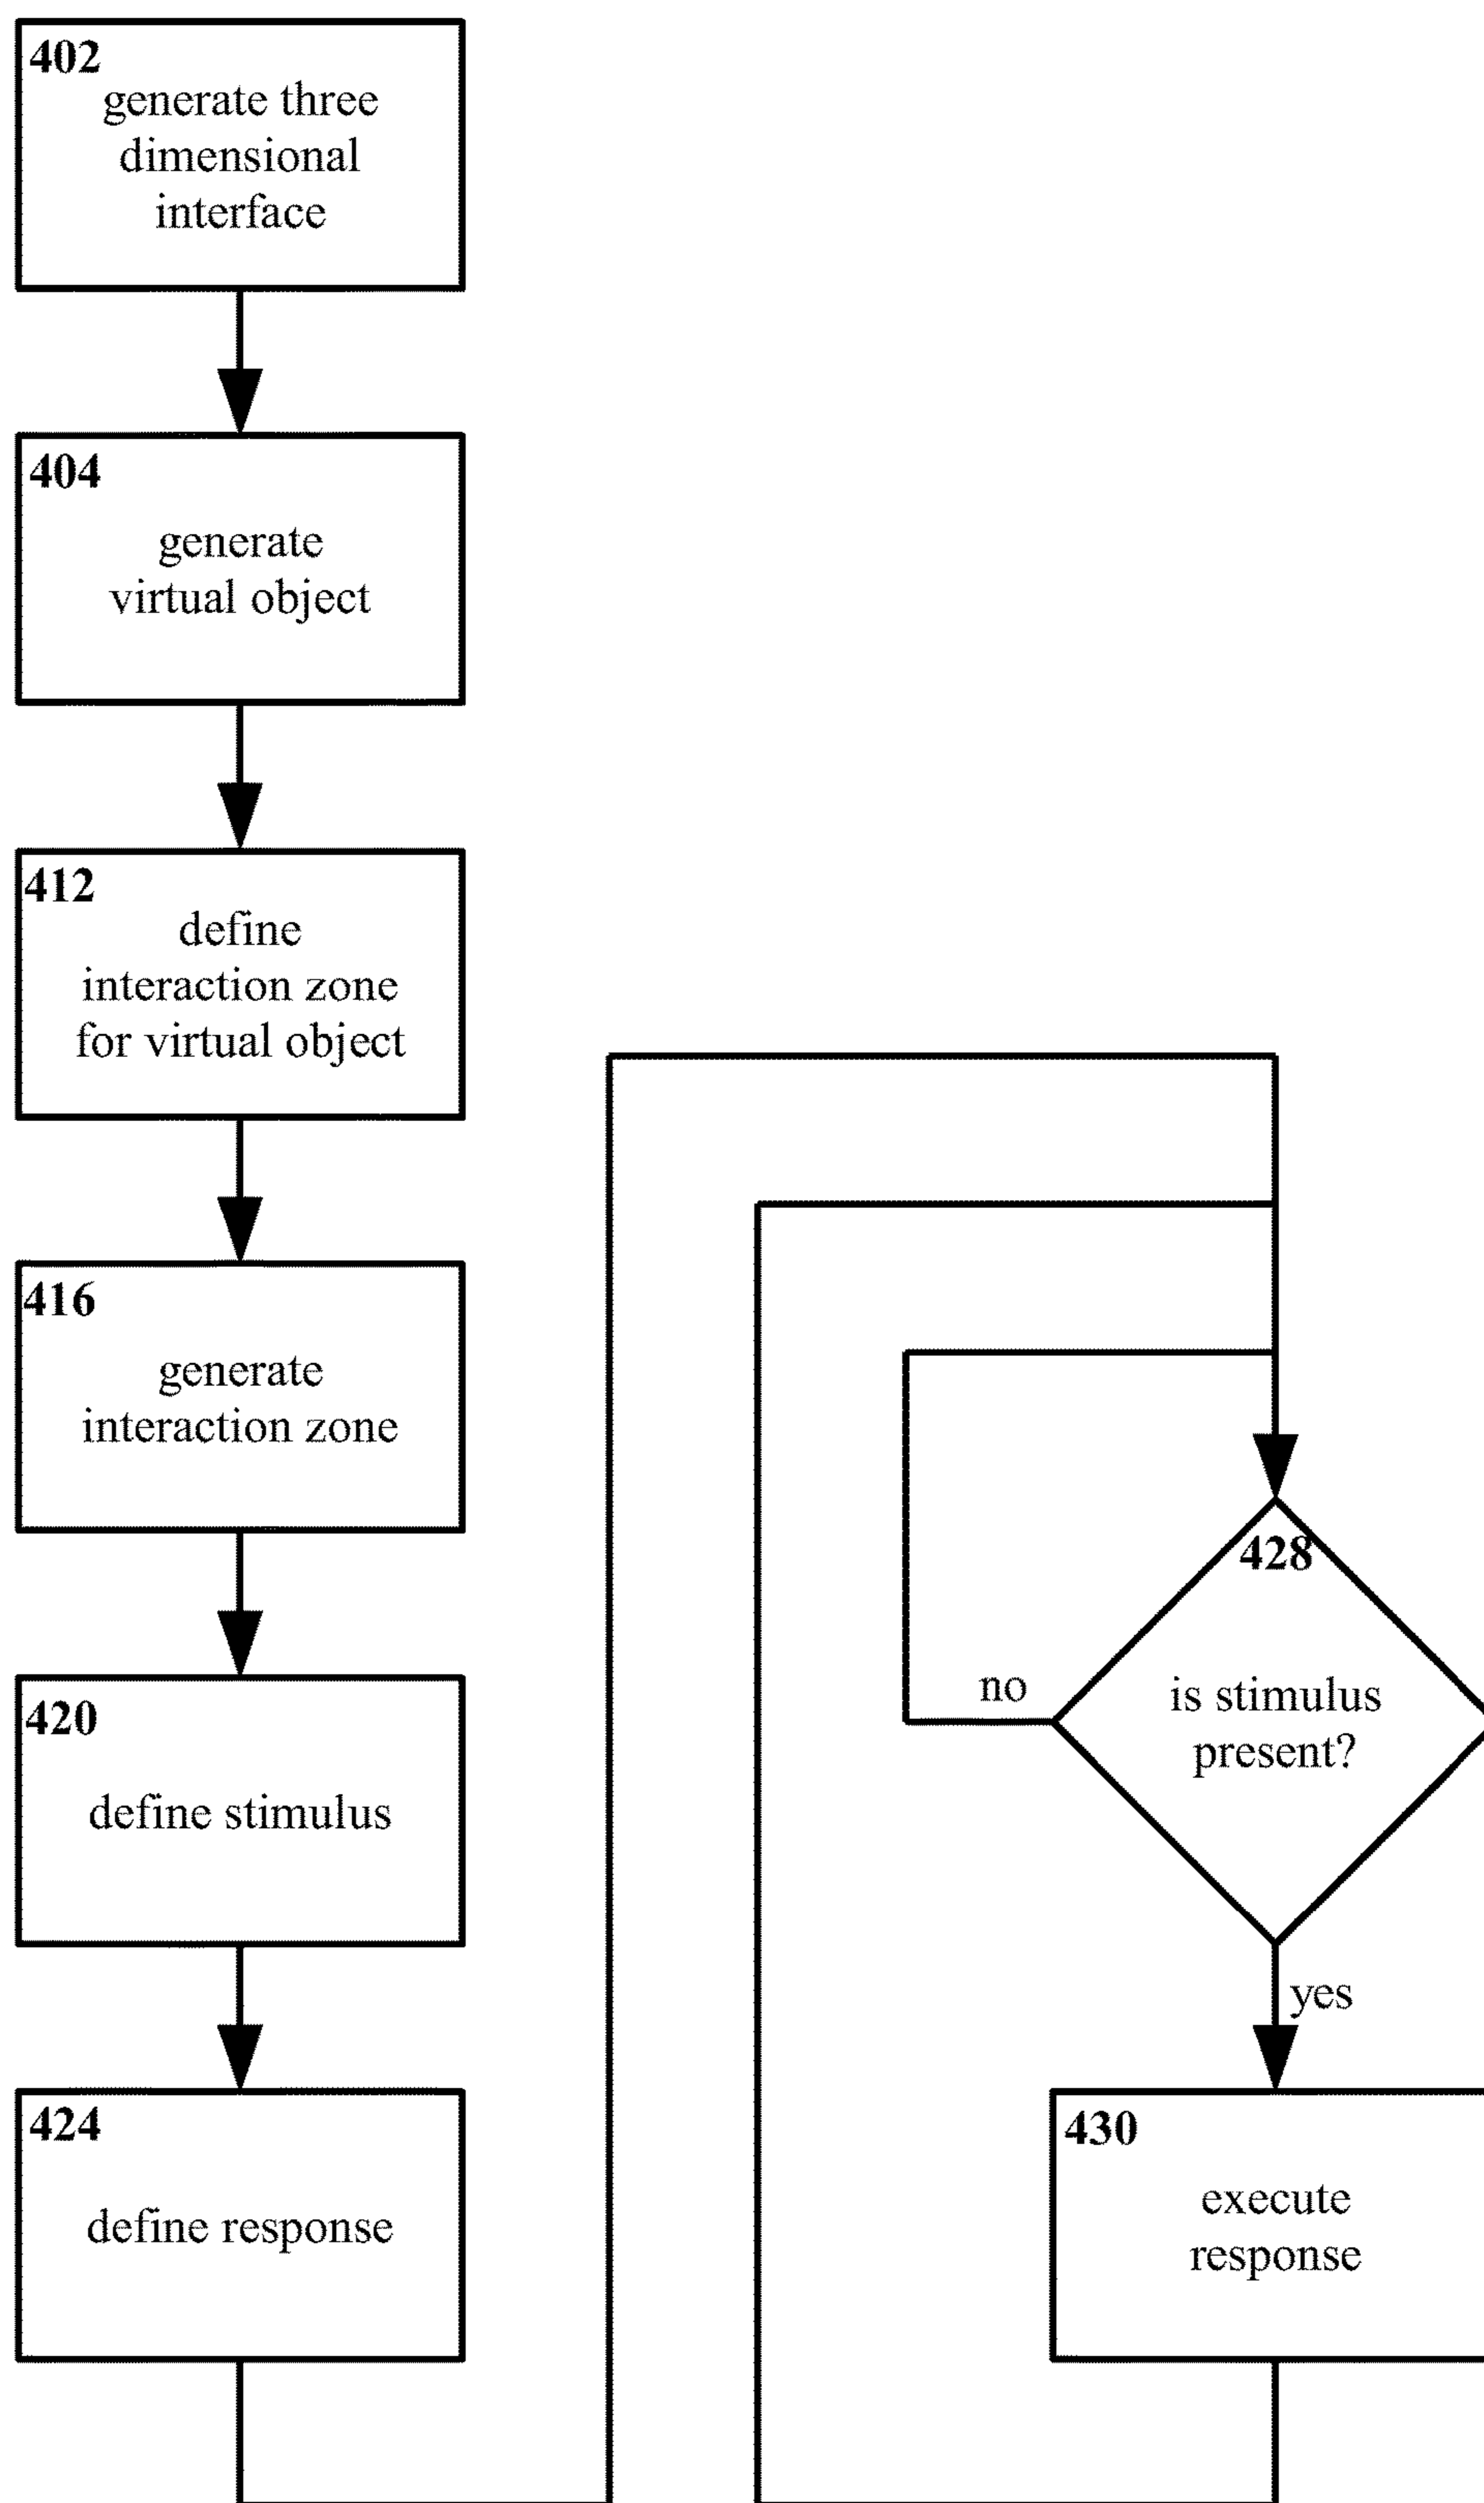 402
generate three
dimensional
interface
404
generate
virtual object
412
define
interaction zone
for virtual object
416
generate
interaction zone
420
define stimulus
424
define response
428
is stimulus
present?
no
yes
430
execute
response